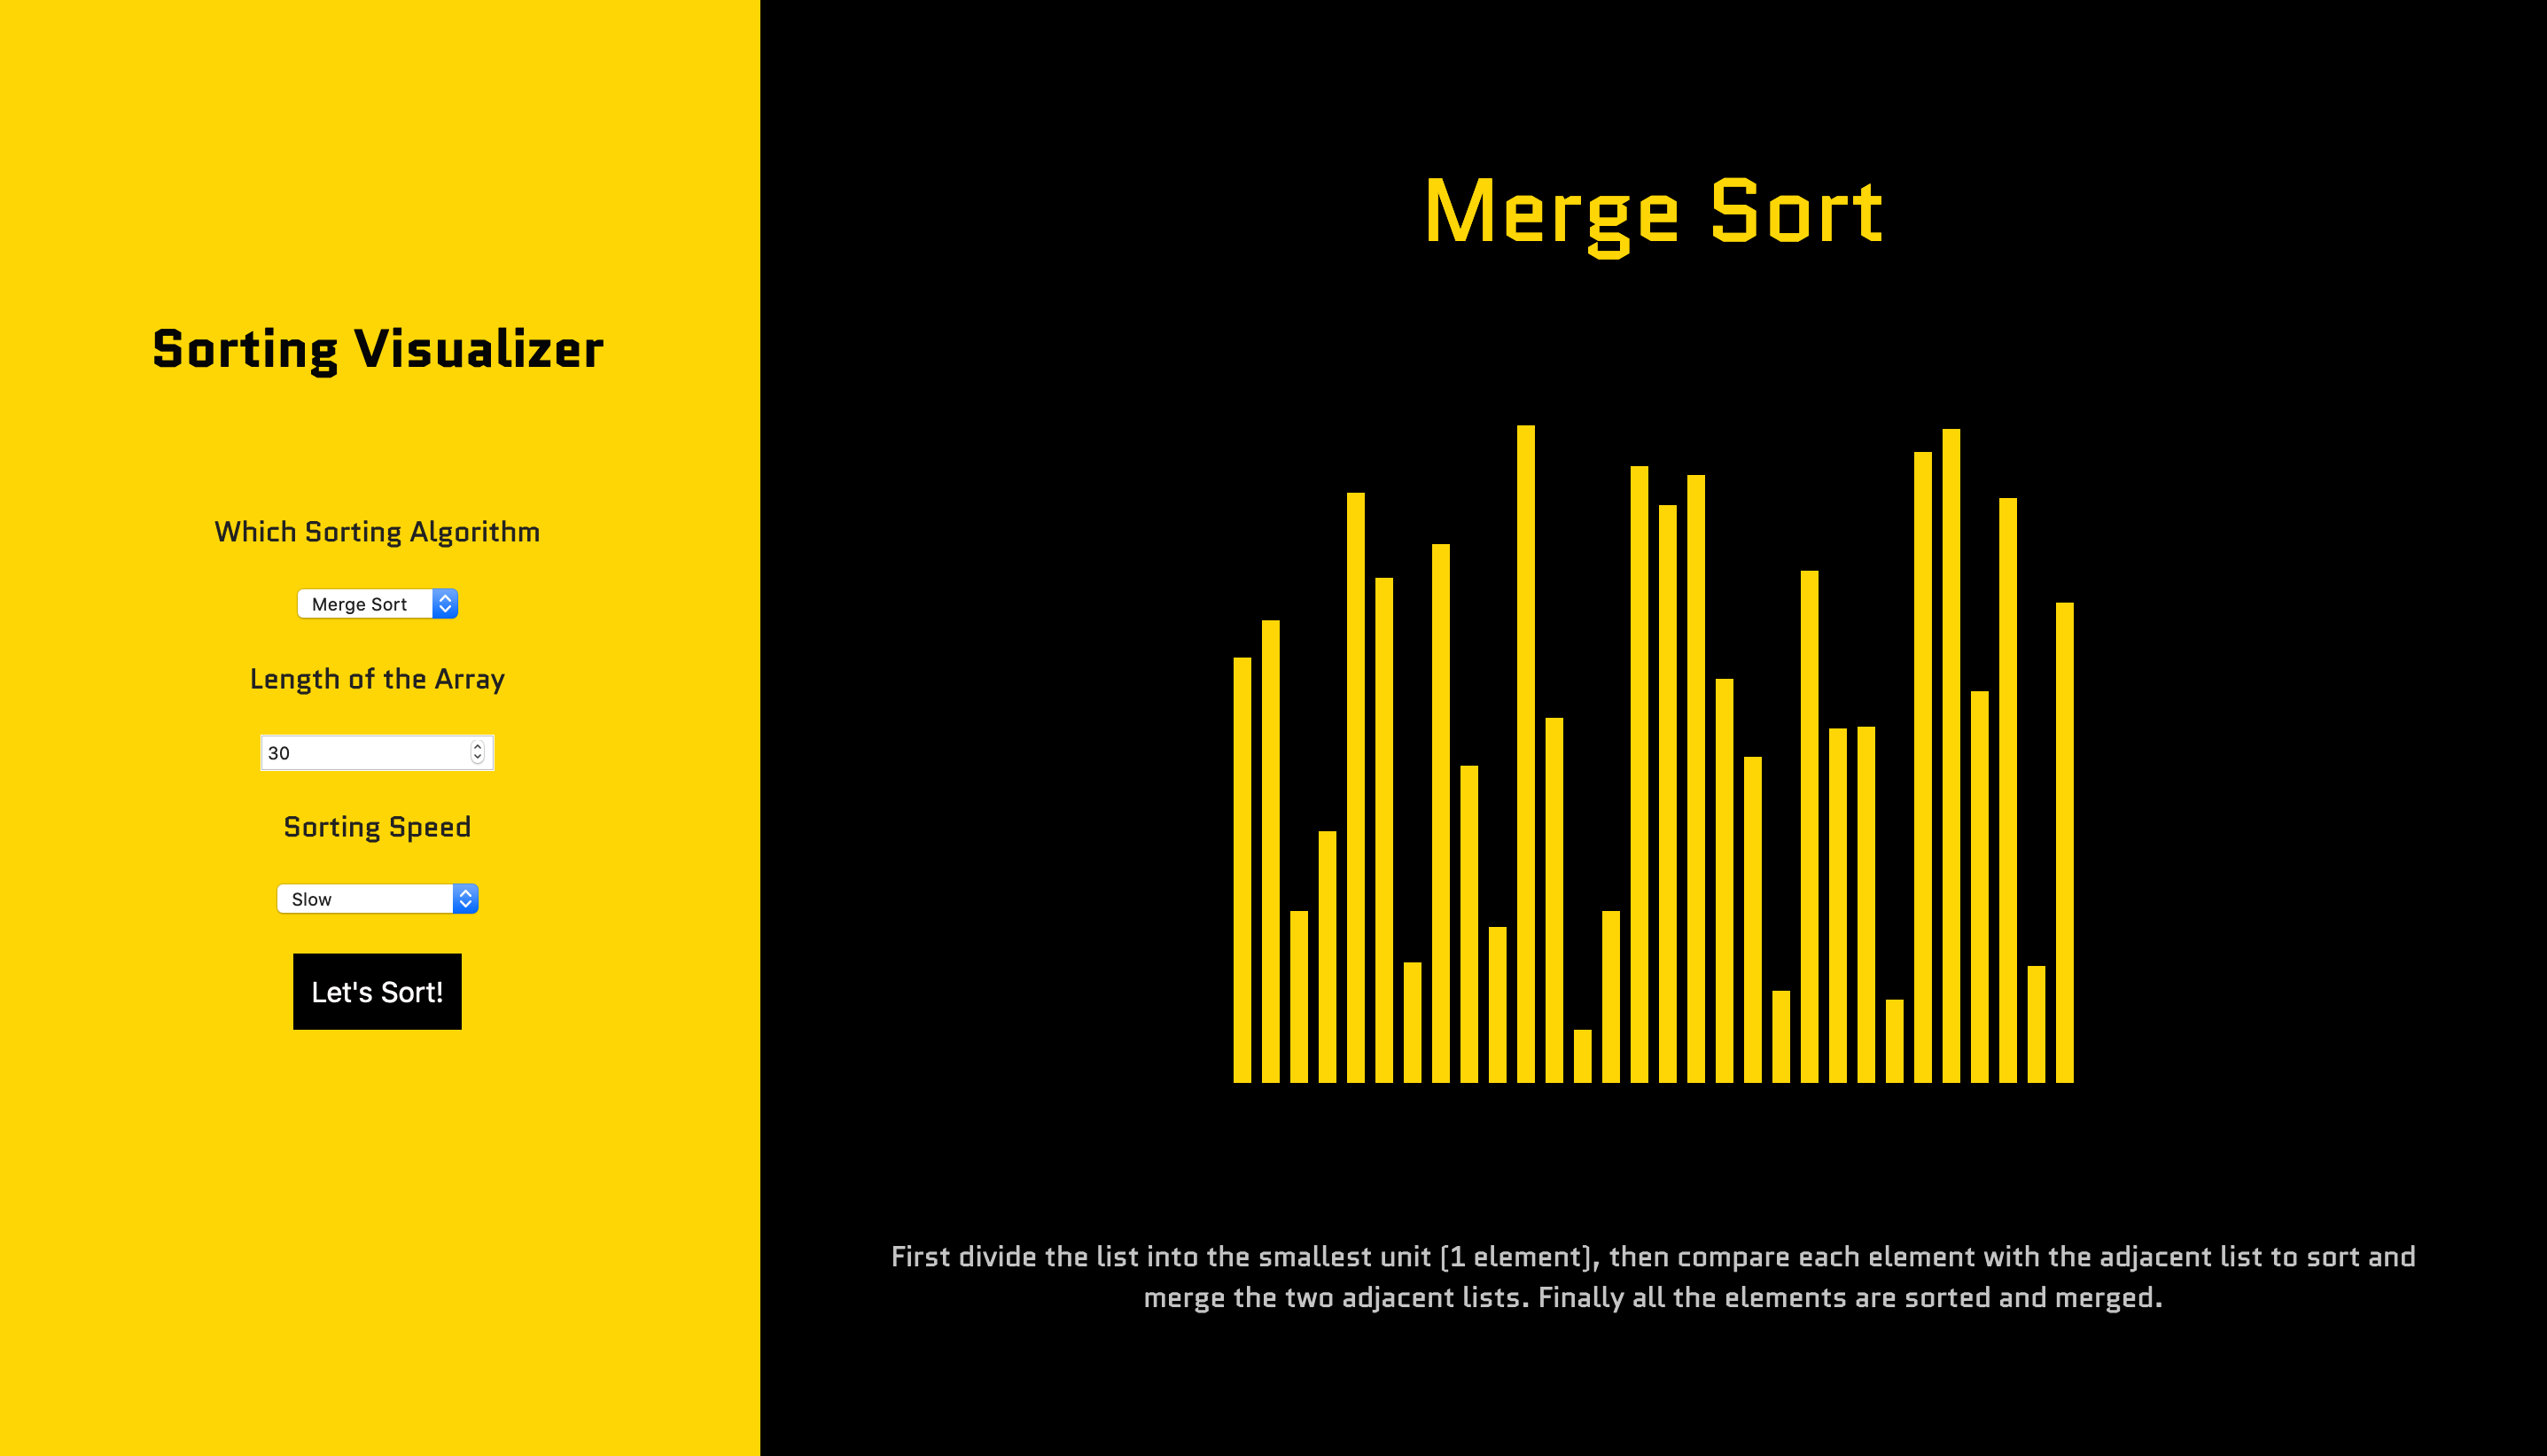 Sorting Visualizer
Which Sorting Algorithm
Merge Sort
Length of the Array
30
Sorting Speed
Slow
Let's Sort!
Merge Sort
First divide the list into the smallest unit (1 element), then compare each element with the adjacent list to sort and
merge the two adjacent lists. Finally all the elements are sorted and merged.